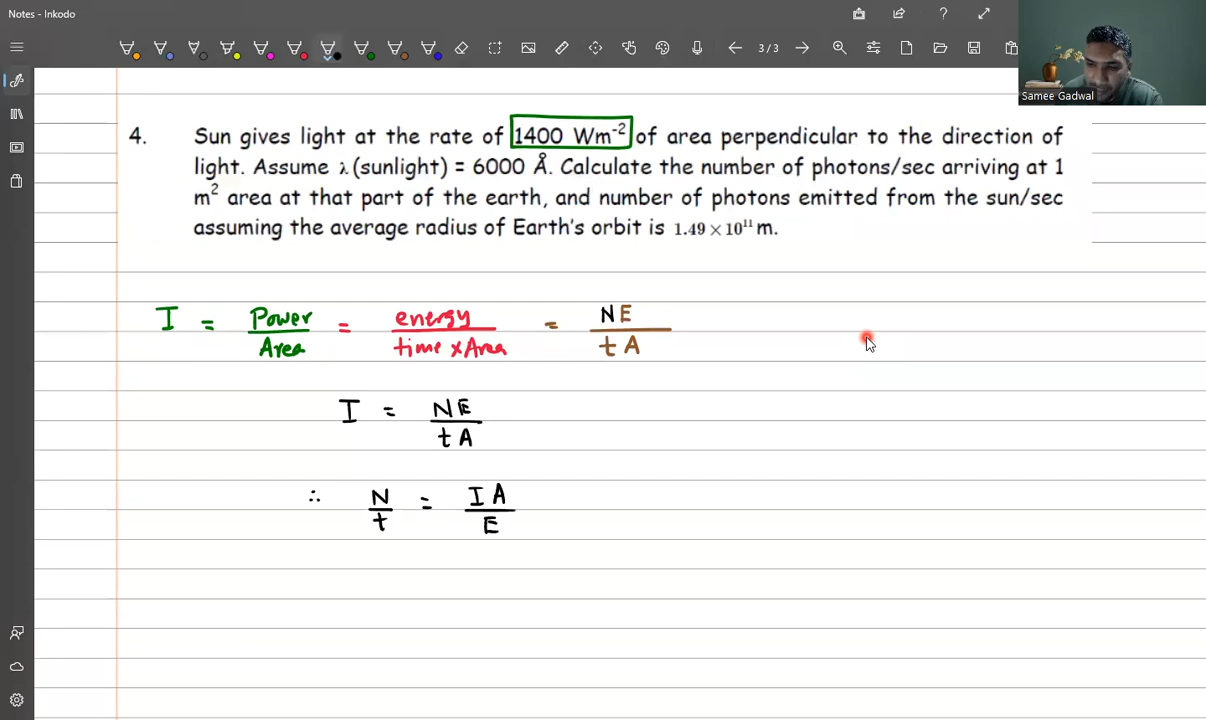 Notes - Inkodo
3 / 3
Samee Gadwal
4. Sun gives light at the rate of 1400 Wm⁻² of area perpendicular to the direction of
light. Assume λ (sunlight) = 6000 Å. Calculate the number of photons/sec arriving at 1
m² area at that part of the earth, and number of photons emitted from the sun/sec
assuming the average radius of Earth's orbit is 1.49 × 10¹¹ m.
I = Power/Area = energy/time × Area = NE/tA
I = NE/tA
∴ N/t = IA/E